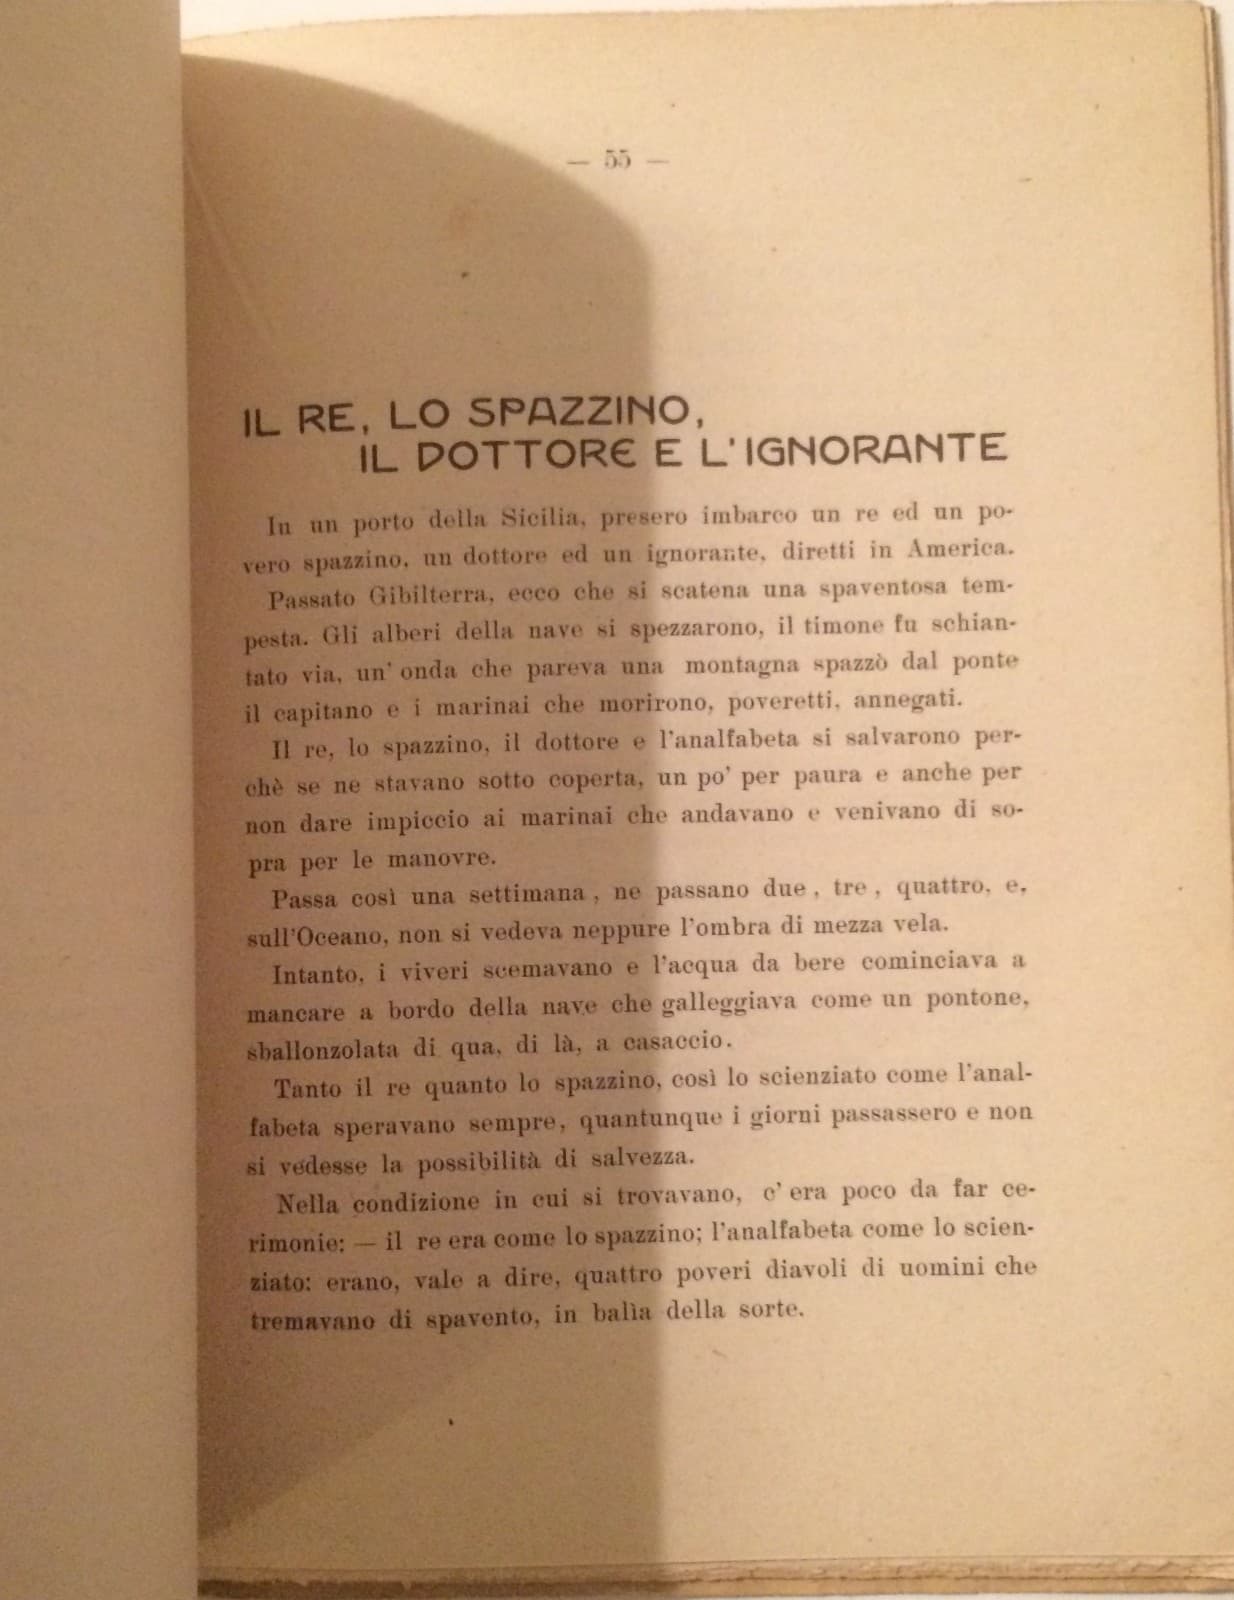 — 55 —
IL RE, LO SPAZZINO,
IL DOTTORE E L'IGNORANTE
In un porto della Sicilia, presero imbarco un re ed un po-
vero spazzino, un dottore ed un ignorante, diretti in America.
Passato Gibilterra, ecco che si scatena una spaventosa tem-
pesta. Gli alberi della nave si spezzarono, il timone fu schian-
tato via, un' onda che pareva una montagna spazzò dal ponte
il capitano e i marinai che morirono, poveretti, annegati.
Il re, lo spazzino, il dottore e l'analfabeta si salvarono per-
chè se ne stavano sotto coperta, un po' per paura e anche per
non dare impiccio ai marinai che andavano e venivano di so-
pra per le manovre.
Passa così una settimana, ne passano due, tre, quattro, e,
sull'Oceano, non si vedeva neppure l'ombra di mezza vela.
Intanto, i viveri scemavano e l'acqua da bere cominciava a
mancare a bordo della nave che galleggiava come un pontone,
sballonzolata di qua, di là, a casaccio.
Tanto il re quanto lo spazzino, così lo scienziato come l'anal-
fabeta speravano sempre, quantunque i giorni passassero e non
si vedesse la possibilità di salvezza.
Nella condizione in cui si trovavano, c' era poco da far ce-
rimonie: — il re era come lo spazzino; l'analfabeta come lo scien-
ziato: erano, vale a dire, quattro poveri diavoli di uomini che
tremavano di spavento, in balìa della sorte.